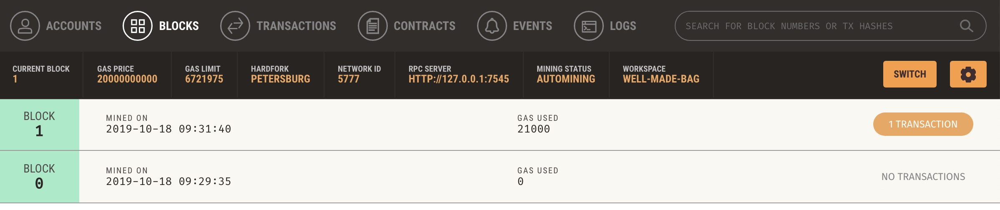 ACCOUNTS BLOCKS TRANSACTIONS CONTRACTS EVENTS LOGS SEARCH FOR BLOCK NUMBERS OR TX HASHES
CURRENT BLOCK GAS PRICE GAS LIMIT HARDFORK NETWORK ID RPC SERVER MINING STATUS WORKSPACE
1 20000000000 6721975 PETERSBURG 5777 HTTP://127.0.0.1:7545 AUTOMINING WELL-MADE-BAG
SWITCH
BLOCK MINED ON GAS USED
1 2019-10-18 09:31:40 21000 1 TRANSACTION
BLOCK MINED ON GAS USED
0 2019-10-18 09:29:35 0 NO TRANSACTIONS